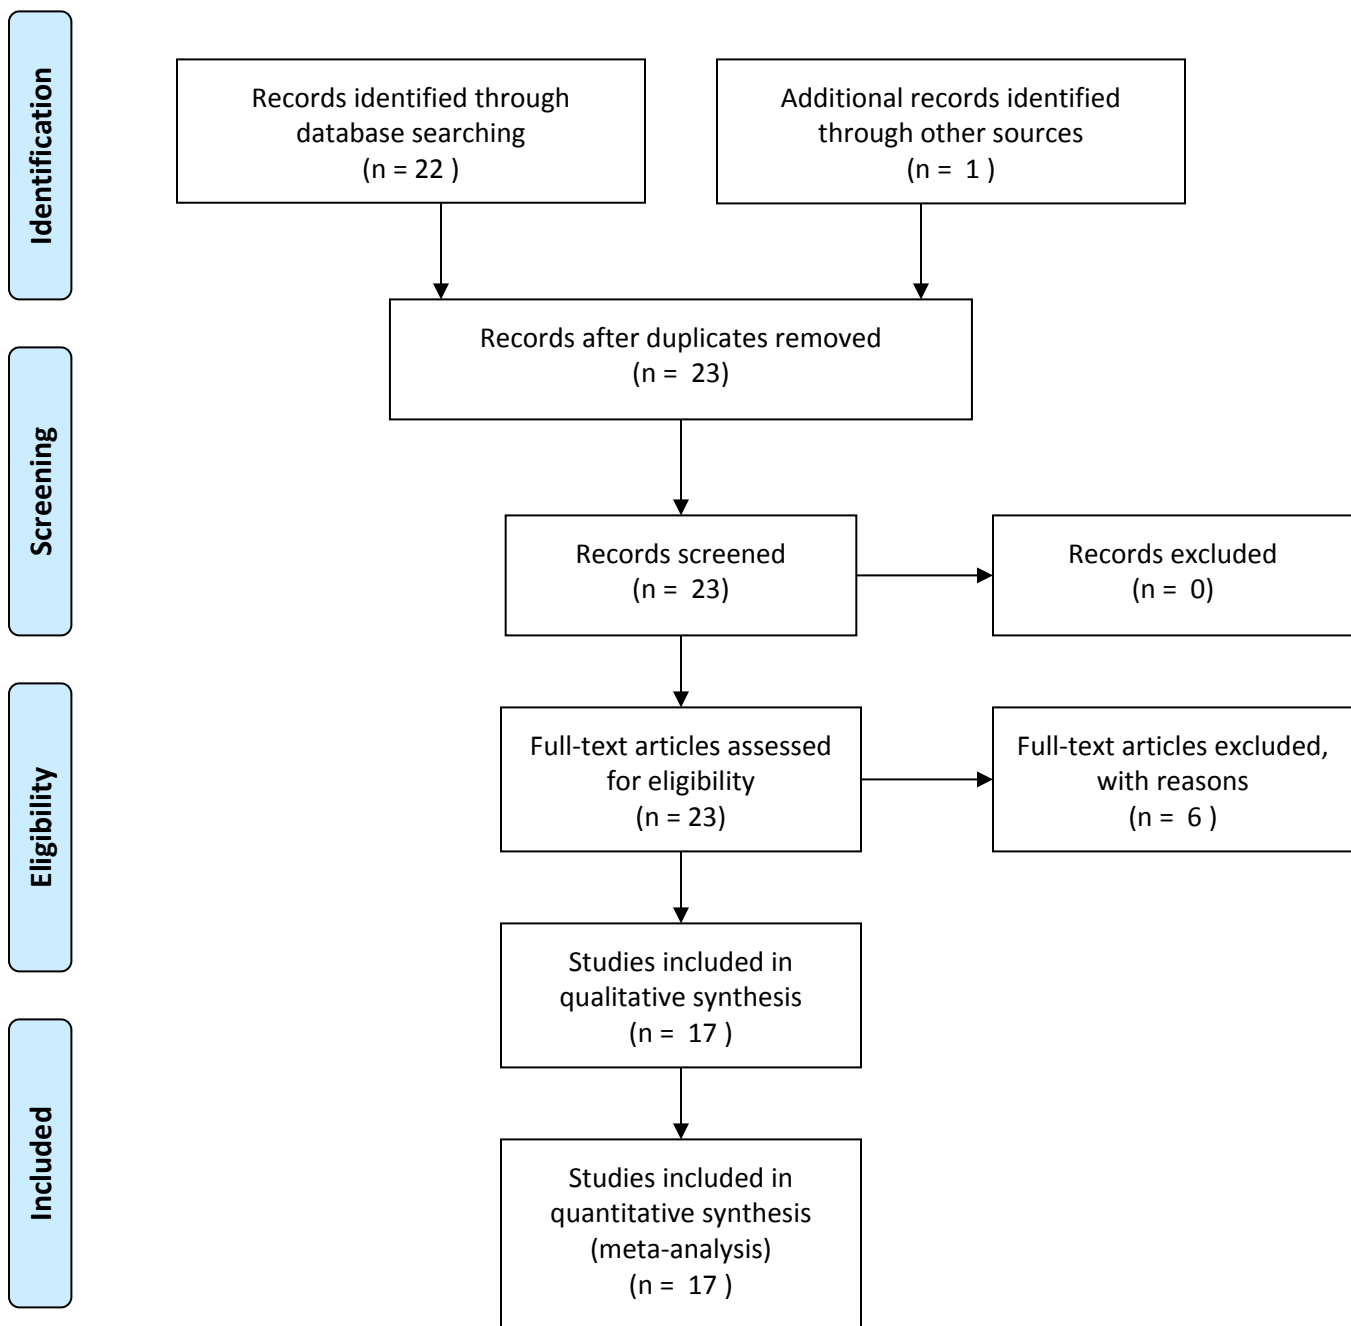 Identification
Records identified through
database searching
(n = 22 )
Additional records identified
through other sources
(n = 1 )
Records after duplicates removed
(n = 23)
Screening
Records screened
(n = 23)
Records excluded
(n = 0)
Eligibility
Full-text articles assessed
for eligibility
(n = 23)
Full-text articles excluded,
with reasons
(n = 6 )
Studies included in
qualitative synthesis
(n = 17 )
Included
Studies included in
quantitative synthesis
(meta-analysis)
(n = 17 )